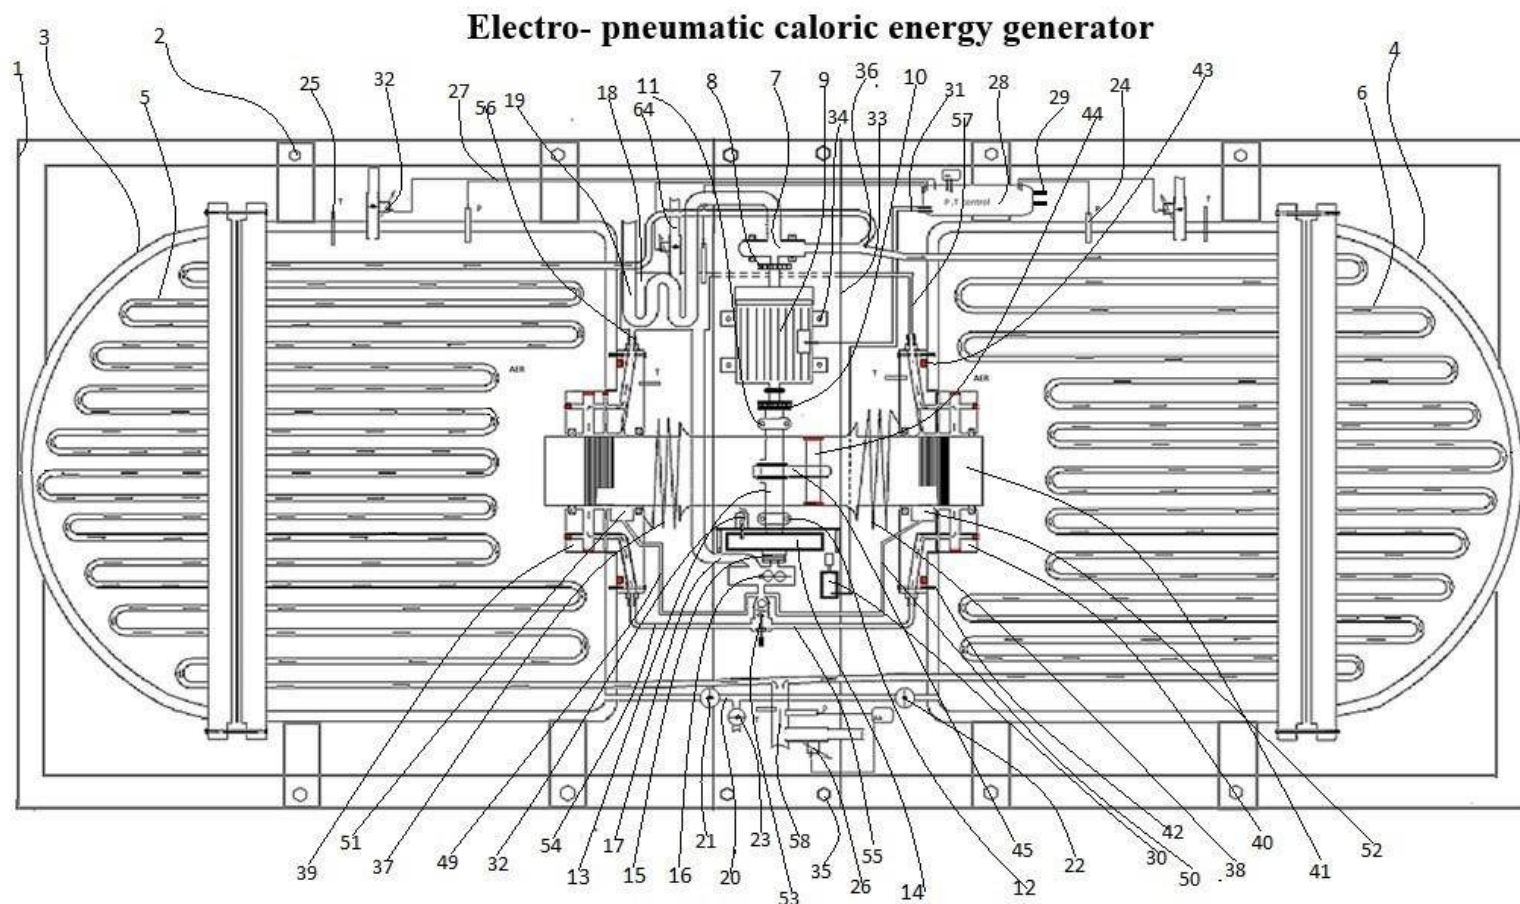 Electro- pneumatic caloric energy generator
1 3 2 5 25 32 27 56 19 18 11 64 8 7 9 34 36 33 10 31 57 28 29 24 44 43 6 4
T
P
P ,T control
P
T
AER
T
T
AER
T
P
51 39 37 49 32 54 13 17 15 16 21 20 23 53 58 35 26 55 14 45 12 22 30 42 50 38 40 41 52